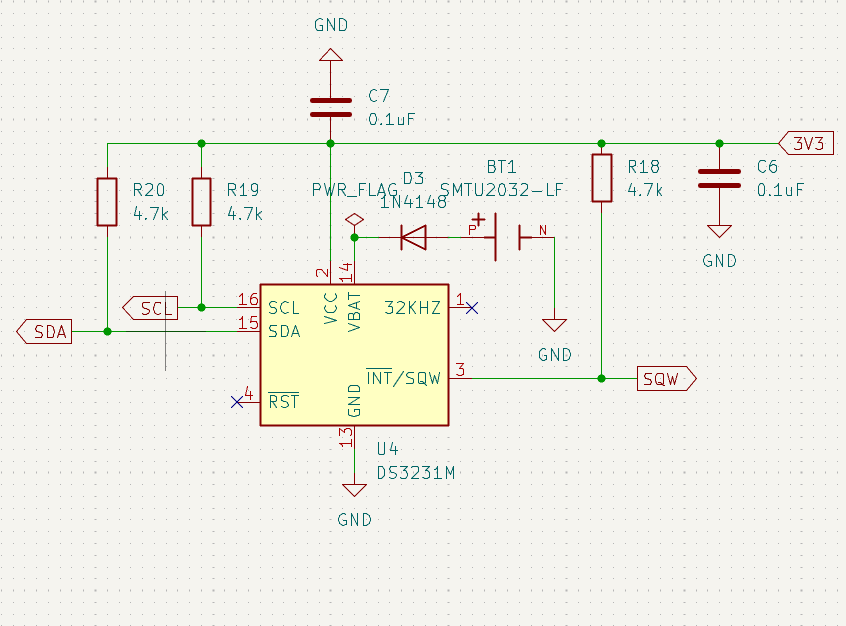 GND
C7
0.1uF
3V3
R20
4.7k
R19
4.7k
PWR_FLAG
D3
1N4148
BT1
SMTU2032-LF
R18
4.7k
C6
0.1uF
GND
+
P
N
2
14
16
SCL
SCL
VCC
VBAT
32KHZ
1
15
SDA
SDA
GND
INT/SQW
3
SQW
4
RST
GND
13
U4
DS3231M
GND